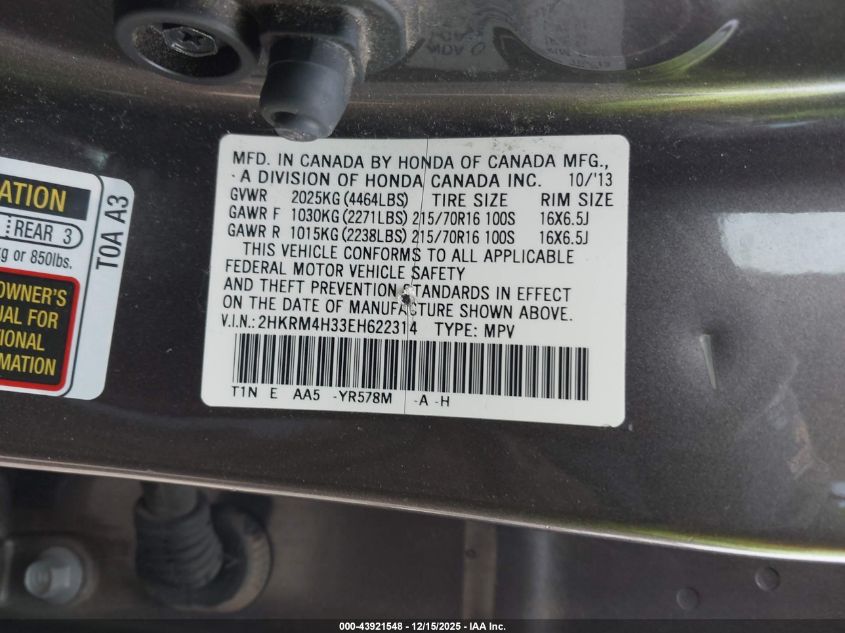 MFD. IN CANADA BY HONDA OF CANADA MFG.,
A DIVISION OF HONDA CANADA INC. 10/'13
GVWR 2025KG (4464LBS) TIRE SIZE RIM SIZE
GAWR F 1030KG (2271LBS) 215/70R16 100S 16X6.5J
GAWR R 1015KG (2238LBS) 215/70R16 100S 16X6.5J
THIS VEHICLE CONFORMS TO ALL APPLICABLE
FEDERAL MOTOR VEHICLE SAFETY
AND THEFT PREVENTION STANDARDS IN EFFECT
ON THE DATE OF MANUFACTURE SHOWN ABOVE.
V.I.N.: 2HKRM4H33EH622314 TYPE: MPV
T1N E AA5 -YR578M -A -H
ATION
REAR 3
kg or 850lbs.
OWNER'S
UAL FOR
TIONAL
RMATION
T0A A3
000-43921548 - 12/15/2025 - IAA Inc.